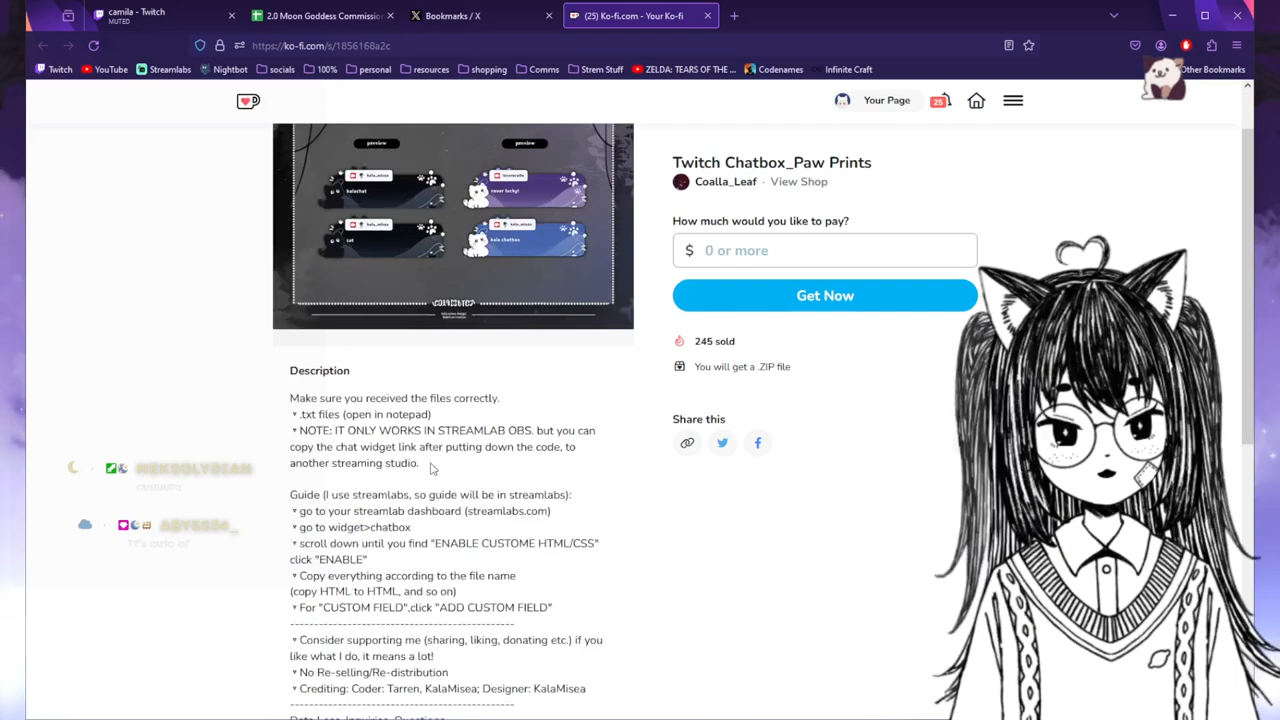 camila - Twitch
MUTED
2.0 Moon Goddess Commissio
Bookmarks / X
(25) Ko-fi.com - Your Ko-fi
https://ko-fi.com/s/1856168a2c
Twitch
YouTube
Streamlabs
Nightbot
socials
100%
personal
resources
shopping
Comms
Strem Stuff
ZELDA: TEARS OF THE ...
Codenames
Infinite Craft
Other Bookmarks
Your Page
25
preview
preview
kalachat
cat
kala chatbox
Twitch Chatbox_Paw Prints
Coalla_Leaf · View Shop
How much would you like to pay?
$ 0 or more
Get Now
245 sold
You will get a .ZIP file
Share this
Description
Make sure you received the files correctly.
.txt files (open in notepad)
NOTE: IT ONLY WORKS IN STREAMLAB OBS. but you can
copy the chat widget link after putting down the code, to
another streaming studio.
Guide (I use streamlabs, so guide will be in streamlabs):
go to your streamlab dashboard (streamlabs.com)
go to widget>chatbox
scroll down until you find "ENABLE CUSTOME HTML/CSS"
click "ENABLE"
Copy everything according to the file name
(copy HTML to HTML, and so on)
For "CUSTOM FIELD",click "ADD CUSTOM FIELD"
------------------------------------------------
Consider supporting me (sharing, liking, donating etc.) if you
like what I do, it means a lot!
No Re-selling/Re-distribution
Crediting: Coder: Tarren, KalaMisea; Designer: KalaMisea
------------------------------------------------